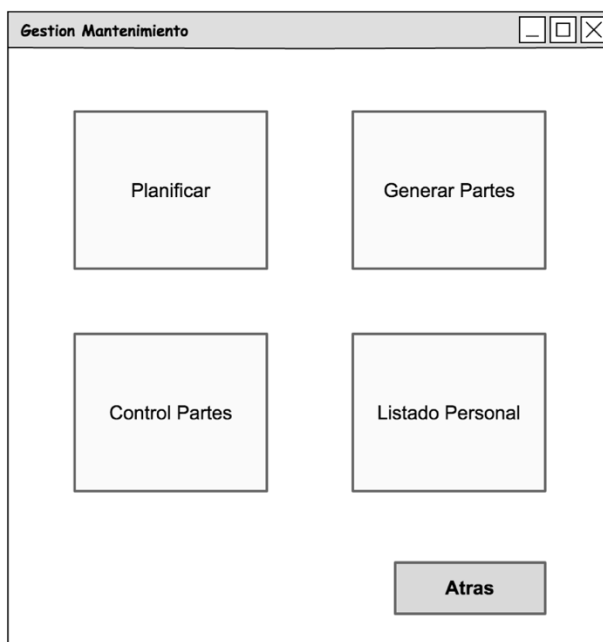 Gestion Mantenimiento
Planificar
Generar Partes
Control Partes
Listado Personal
Atras